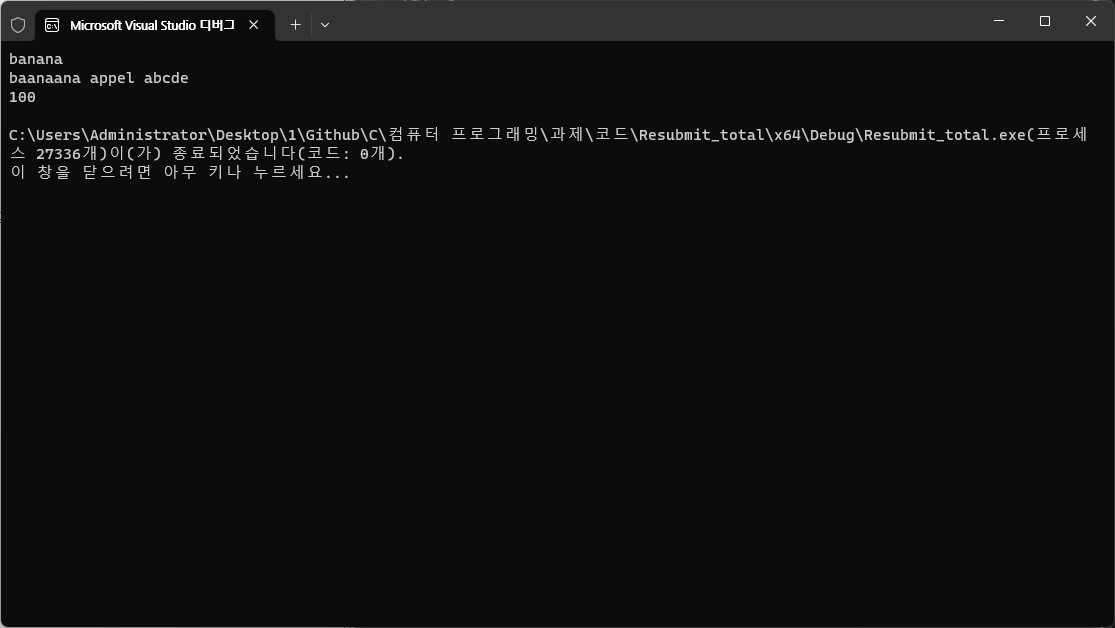 Microsoft Visual Studio 디버그
banana
baanaana appel abcde
100
C:\Users\Administrator\Desktop\1\Github\C\컴퓨터 프로그래밍\과제\코드\Resubmit_total\x64\Debug\Resubmit_total.exe(프로세
스 27336개)이(가) 종료되었습니다(코드: 0개).
이 창을 닫으려면 아무 키나 누르세요...